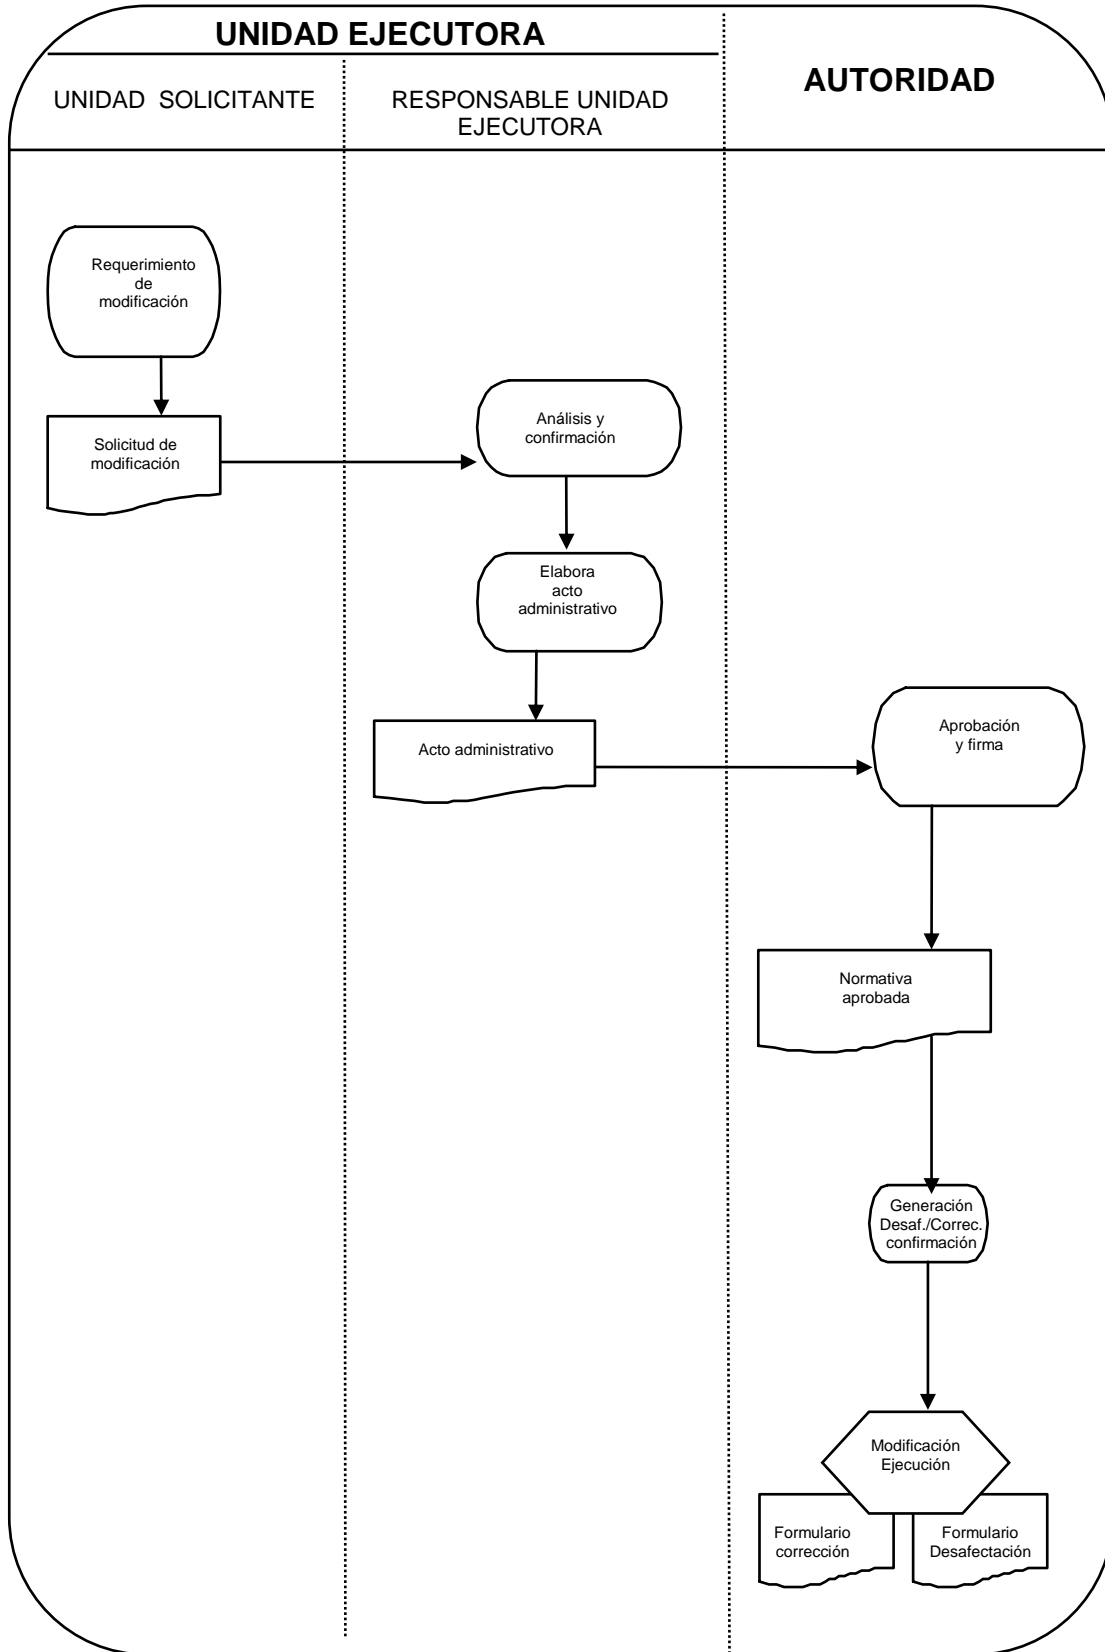 UNIDAD EJECUTORA
AUTORIDAD
UNIDAD SOLICITANTE
RESPONSABLE UNIDAD
EJECUTORA
Requerimiento
de
modificación
Solicitud de
modificación
Análisis y
confirmación
Elabora
acto
administrativo
Acto administrativo
Aprobación
y firma
Normativa
aprobada
Generación
Desaf./Correc.
confirmación
Modificación
Ejecución
Formulario
corrección
Formulario
Desafectación